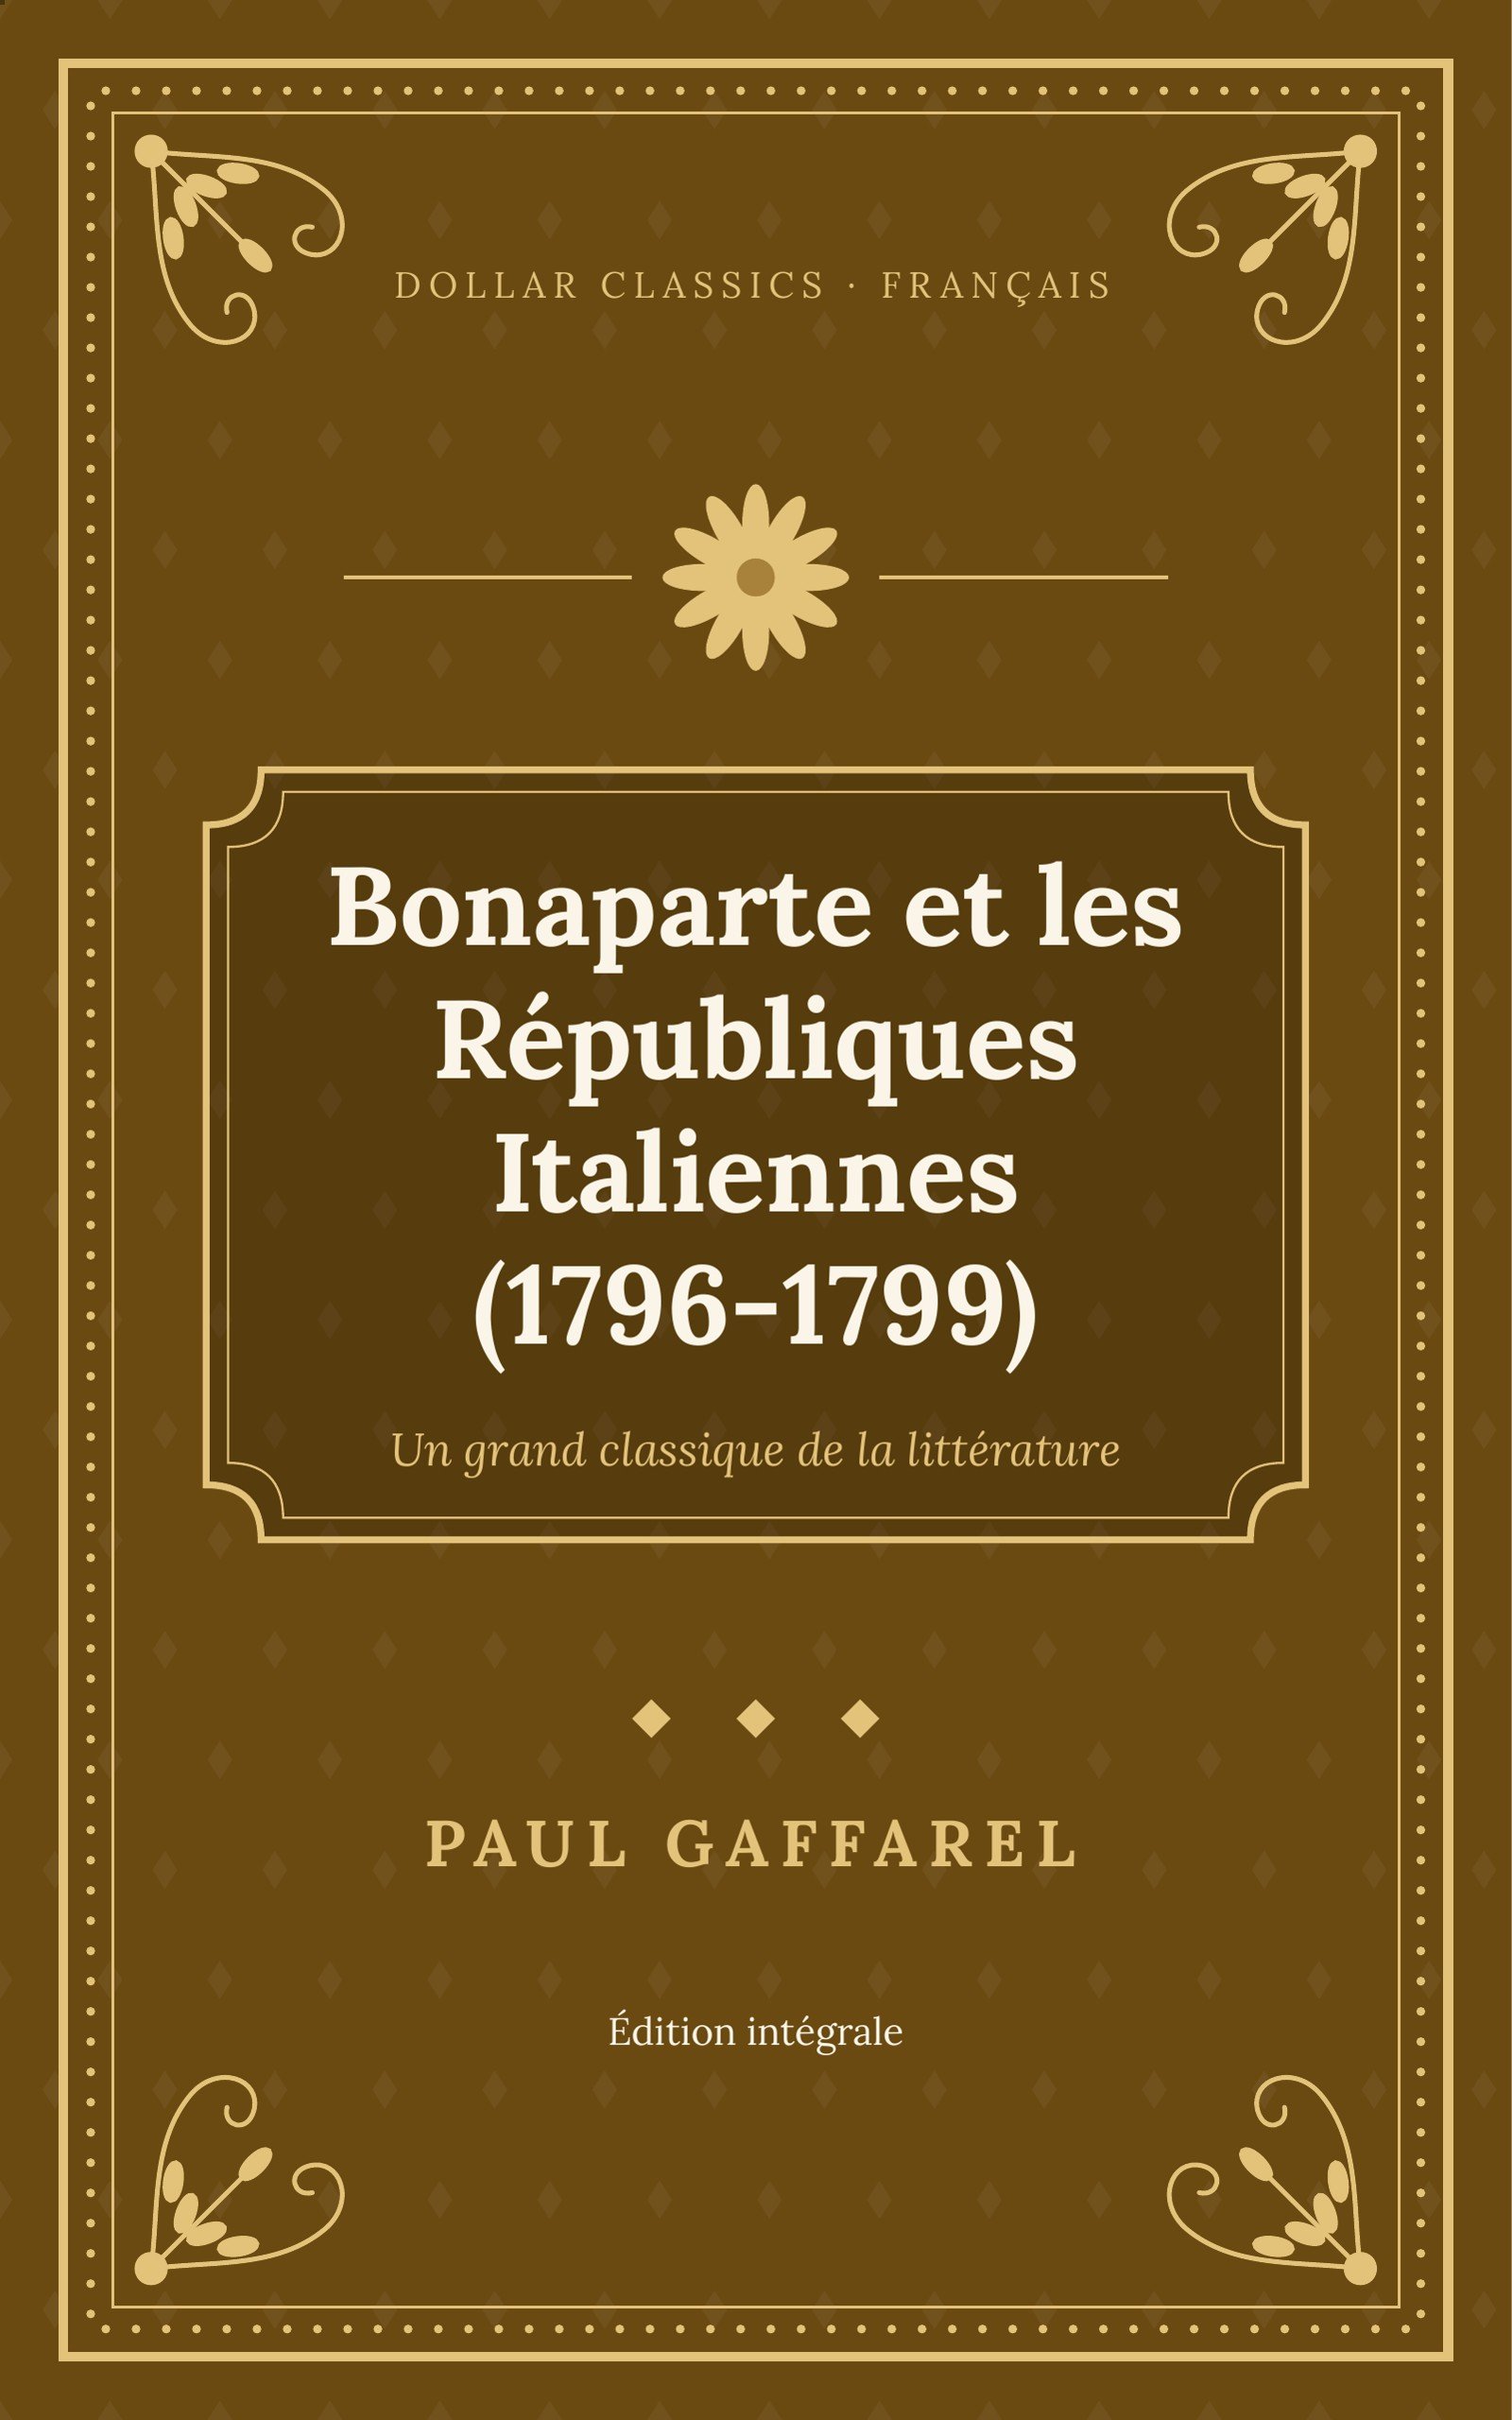 DOLLAR CLASSICS · FRANÇAIS
Bonaparte et les
Républiques
Italiennes
(1796–1799)
Un grand classique de la littérature
PAUL GAFFAREL
Édition intégrale